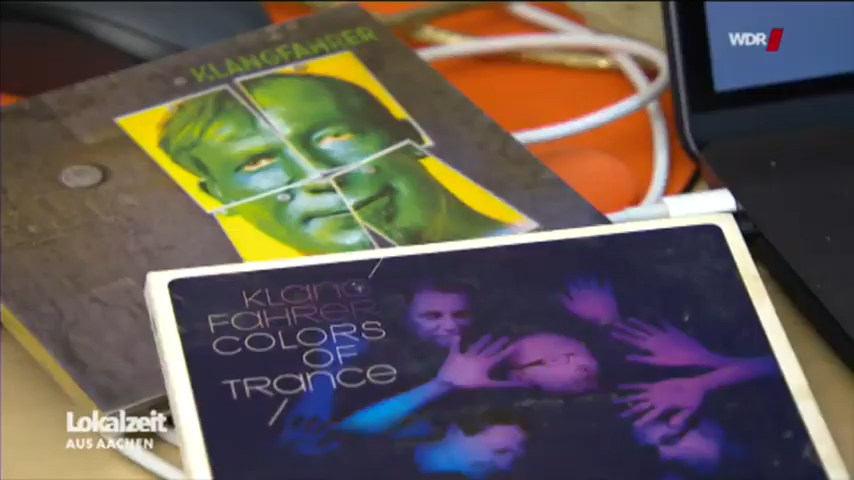 WDR
KLANGFAHRER
KLANG
FAHRER
COLORS
OF
TRANCE
Lokalzeit
AUS AACHEN